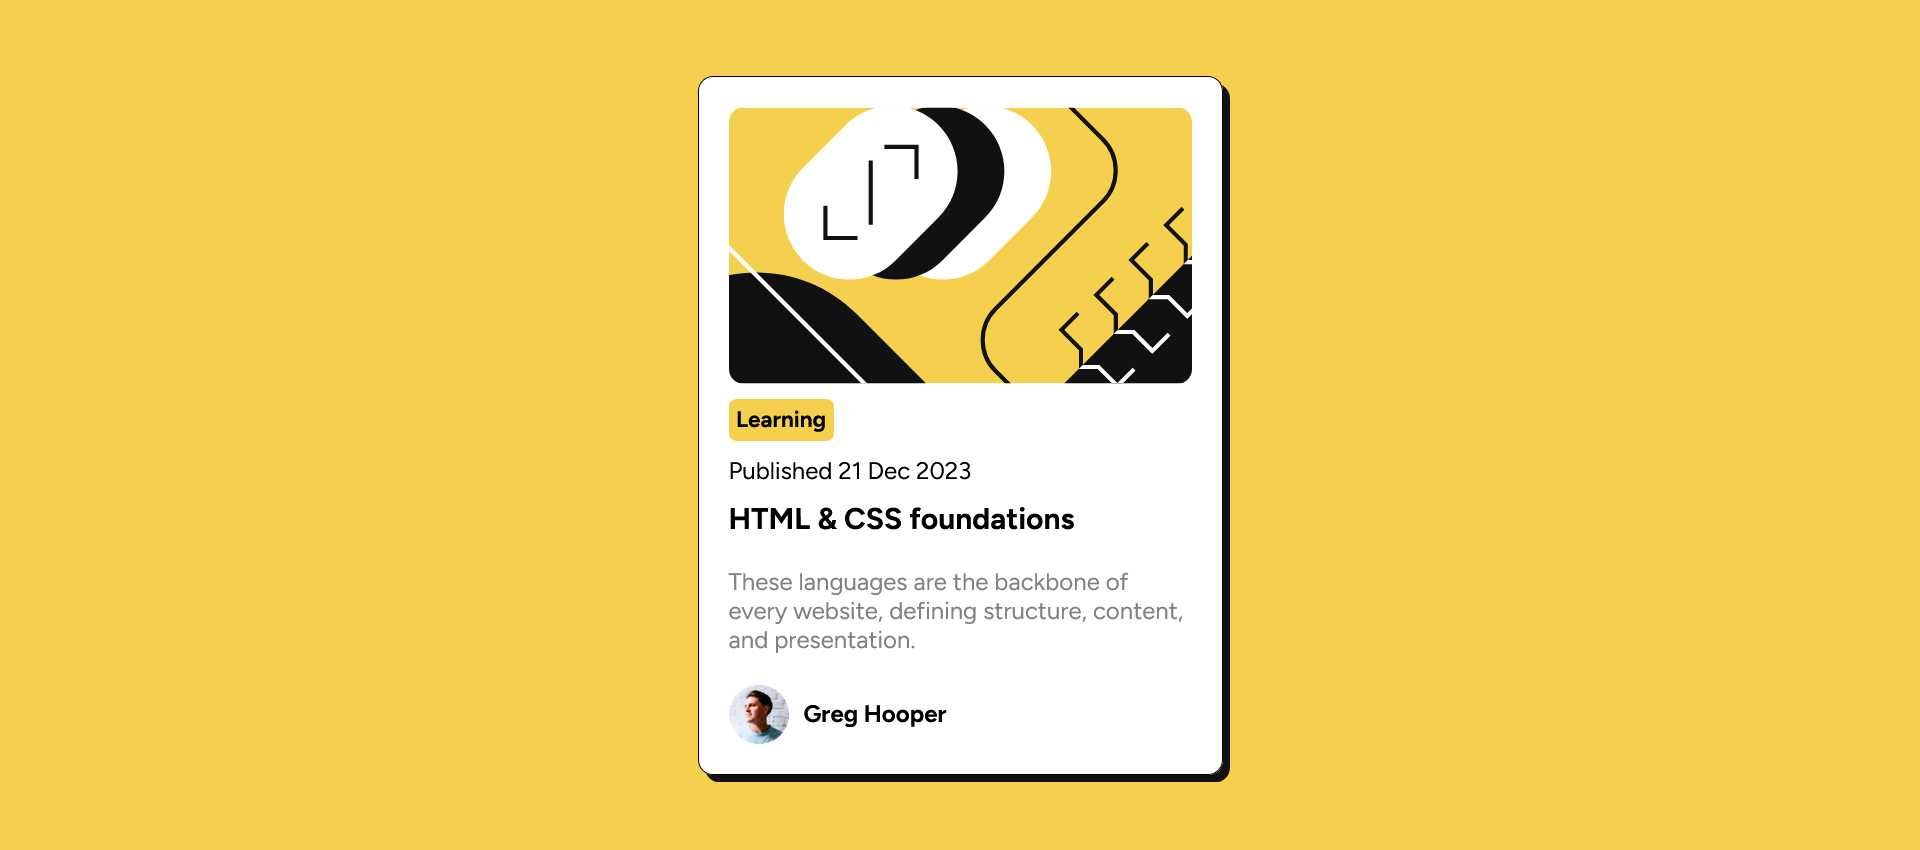 Learning
Published 21 Dec 2023
HTML & CSS foundations
These languages are the backbone of
every website, defining structure, content,
and presentation.
Greg Hooper